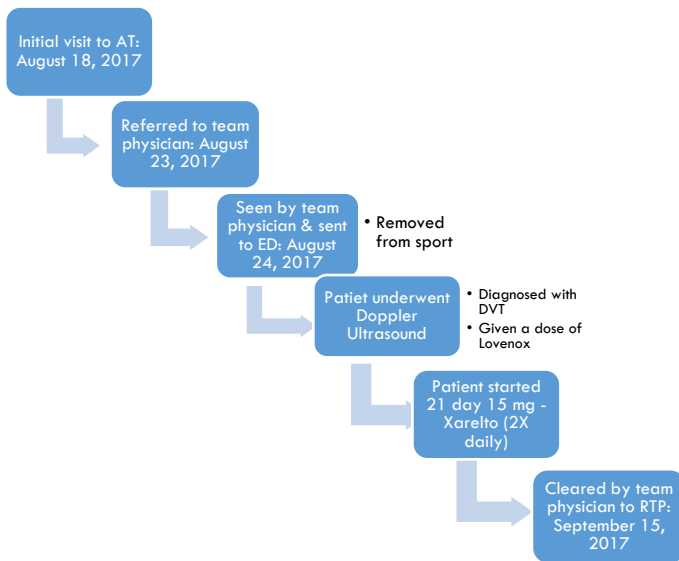 Initial visit to AT:
August 18, 2017
Referred to team
physician: August
23, 2017
Seen by team
physician & sent
to ED: August
24, 2017
• Removed
from sport
Patiet underwent
Doppler
Ultrasound
• Diagnosed with
DVT
• Given a dose of
Lovenox
Patient started
21 day 15 mg -
Xarelto (2X
daily)
Cleared by team
physician to RTP:
September 15,
2017